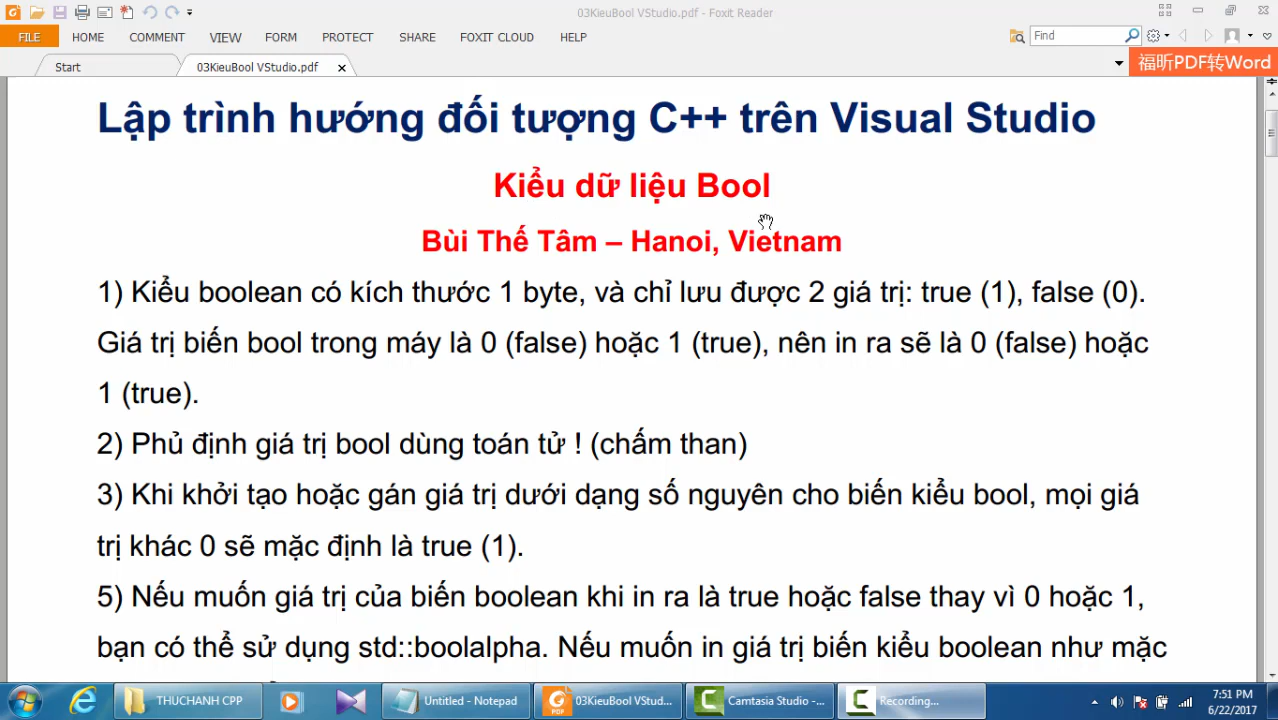 03KieuBool VStudio.pdf - Foxit Reader
FILE HOME COMMENT VIEW FORM PROTECT SHARE FOXIT CLOUD HELP Find
Start 03KieuBool VStudio.pdf 福昕PDF转Word
Lập trình hướng đối tượng C++ trên Visual Studio
Kiểu dữ liệu Bool
Bùi Thế Tâm – Hanoi, Vietnam
1) Kiểu boolean có kích thước 1 byte, và chỉ lưu được 2 giá trị: true (1), false (0).
Giá trị biến bool trong máy là 0 (false) hoặc 1 (true), nên in ra sẽ là 0 (false) hoặc
1 (true).
2) Phủ định giá trị bool dùng toán tử ! (chấm than)
3) Khi khởi tạo hoặc gán giá trị dưới dạng số nguyên cho biến kiểu bool, mọi giá
trị khác 0 sẽ mặc định là true (1).
5) Nếu muốn giá trị của biến boolean khi in ra là true hoặc false thay vì 0 hoặc 1,
bạn có thể sử dụng std::boolalpha. Nếu muốn in giá trị biến kiểu boolean như mặc
THUCHANH CPP Untitled - Notepad 03KieuBool VStud... Camtasia Studio -... Recording... 7:51 PM
6/22/2017